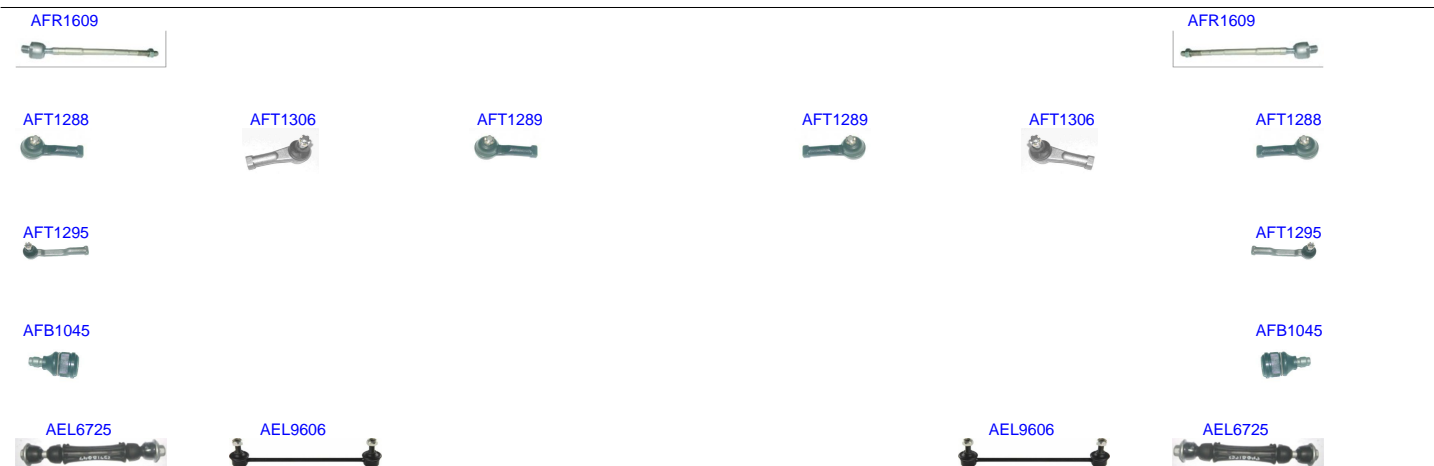 AFR1609 AFR1609
AFT1288 AFT1306 AFT1289 AFT1289 AFT1306 AFT1288
AFT1295 AFT1295
AFB1045 AFB1045
AEL6725 AEL9606 AEL9606 AEL6725